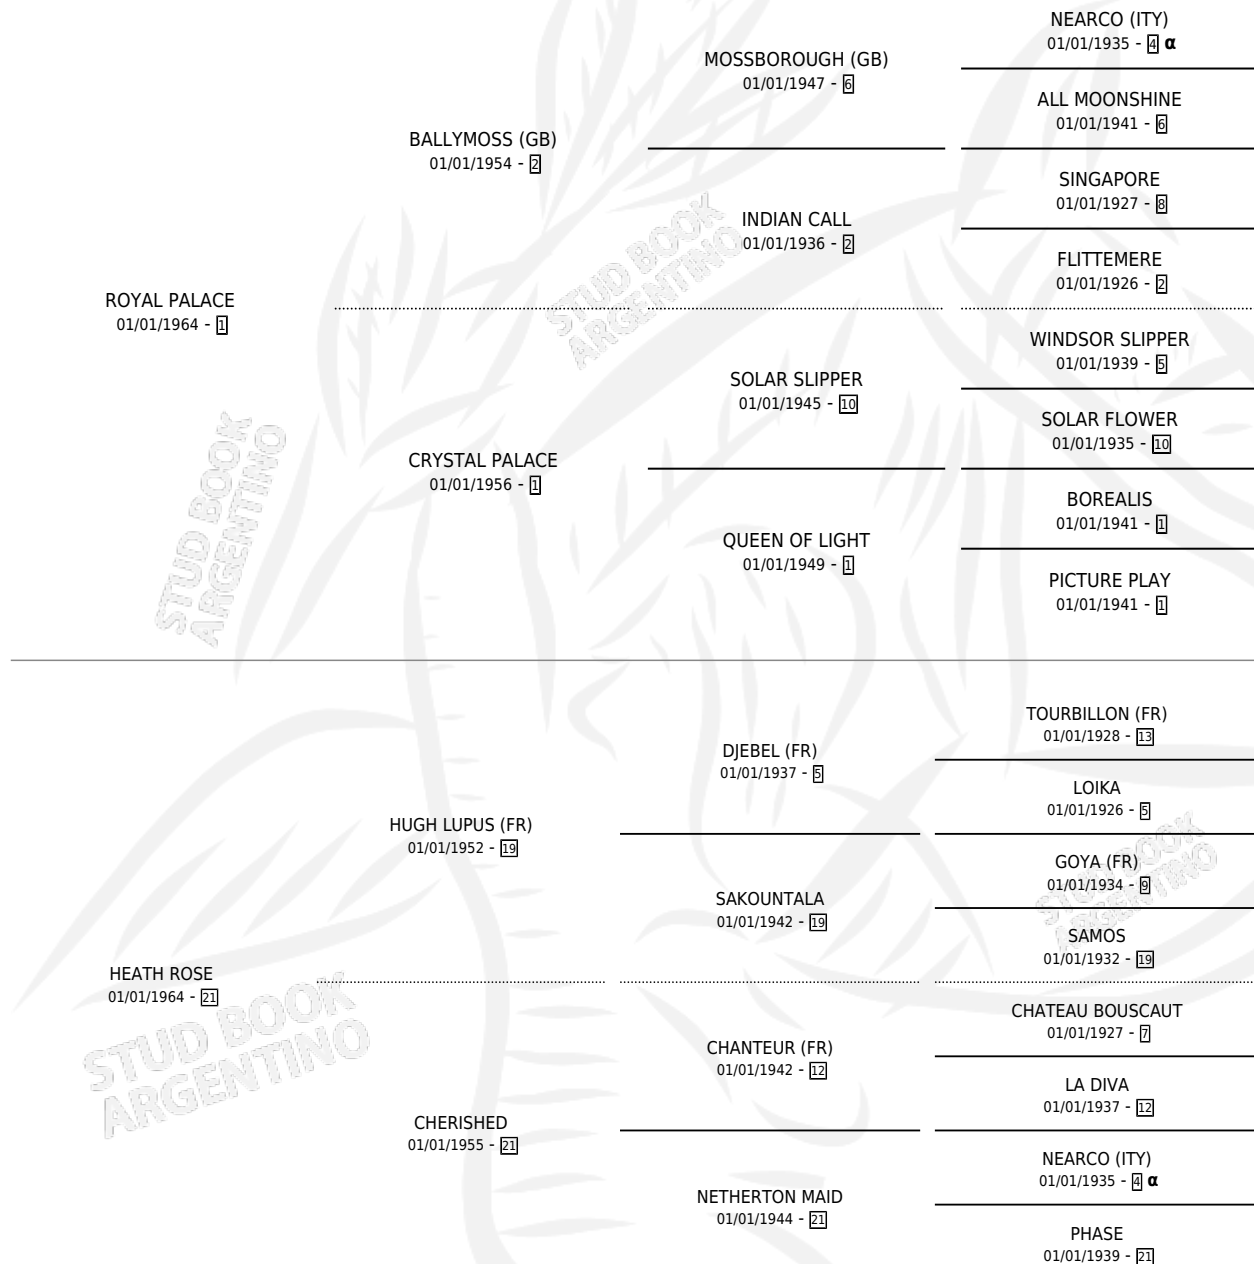 NEARCO (ITY)
01/01/1935 - 4 α
MOSSBOROUGH (GB)
01/01/1947 - 6
ALL MOONSHINE
01/01/1941 - 6
BALLYMOSS (GB)
01/01/1954 - 2
SINGAPORE
01/01/1927 - 8
INDIAN CALL
01/01/1936 - 2
FLITTEMERE
01/01/1926 - 2
STUD BOOK
ARGENTINO
ROYAL PALACE
01/01/1964 - 1
WINDSOR SLIPPER
01/01/1939 - 5
SOLAR SLIPPER
01/01/1945 - 10
SOLAR FLOWER
01/01/1935 - 10
CRYSTAL PALACE
01/01/1956 - 1
BOREALIS
01/01/1941 - 1
QUEEN OF LIGHT
01/01/1949 - 1
PICTURE PLAY
01/01/1941 - 1
STUD BOOK
ARGENTINO
TOURBILLON (FR)
01/01/1928 - 13
DJEBEL (FR)
01/01/1937 - 5
LOIKA
01/01/1926 - 5
HUGH LUPUS (FR)
01/01/1952 - 19
GOYA (FR)
01/01/1934 - 9
SAKOUNTALA
01/01/1942 - 19
SAMOS
01/01/1932 - 19
STUD BOOK
ARGENTINO
HEATH ROSE
01/01/1964 - 21
CHATEAU BOUSCAUT
01/01/1927 - 7
CHANTEUR (FR)
01/01/1942 - 12
LA DIVA
01/01/1937 - 12
CHERISHED
01/01/1955 - 21
NEARCO (ITY)
01/01/1935 - 4 α
NETHERTON MAID
01/01/1944 - 21
PHASE
01/01/1939 - 21
STUD BOOK
ARGENTINO